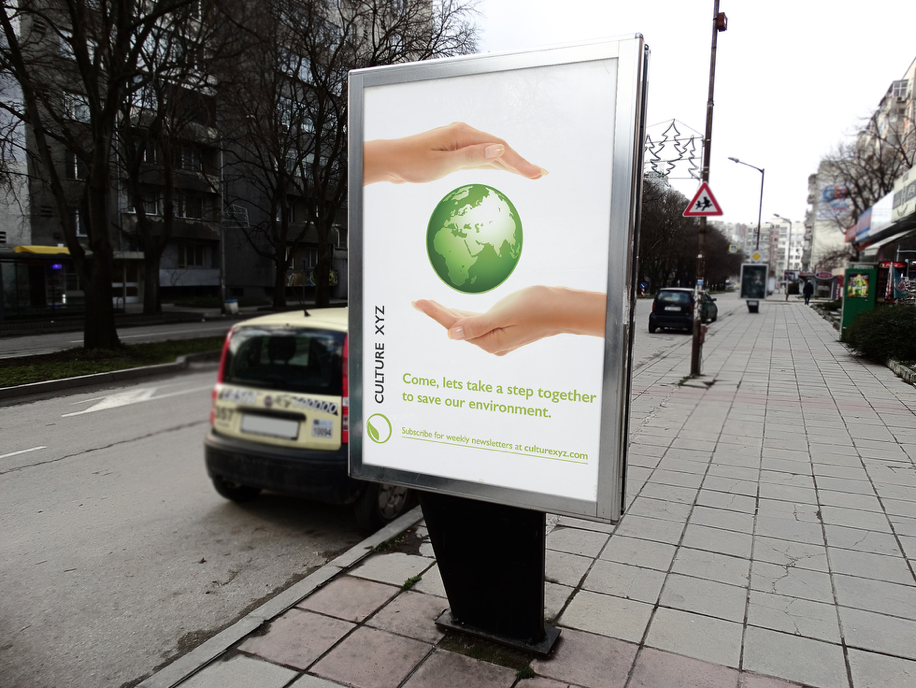 CULTURE XYZ
Come, lets take a step together
to save our environment.
Subscribe for weekly newsletters at culturexyz.com